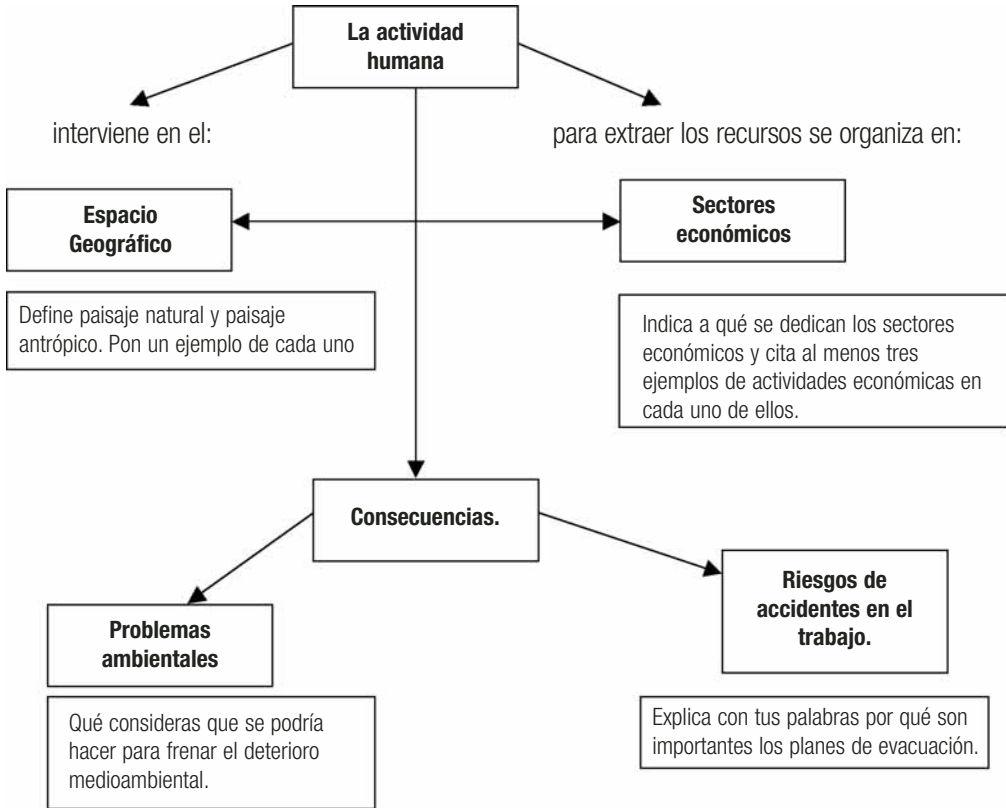 La actividad
humana
interviene en el:
para extraer los recursos se organiza en:
Espacio
Geográfico
Sectores
económicos
Define paisaje natural y paisaje
antrópico. Pon un ejemplo de cada uno
Indica a qué se dedican los sectores
económicos y cita al menos tres
ejemplos de actividades económicas en
cada uno de ellos.
Consecuencias.
Problemas
ambientales
Riesgos de
accidentes en el
trabajo.
Qué consideras que se podría
hacer para frenar el deterioro
medioambiental.
Explica con tus palabras por qué son
importantes los planes de evacuación.